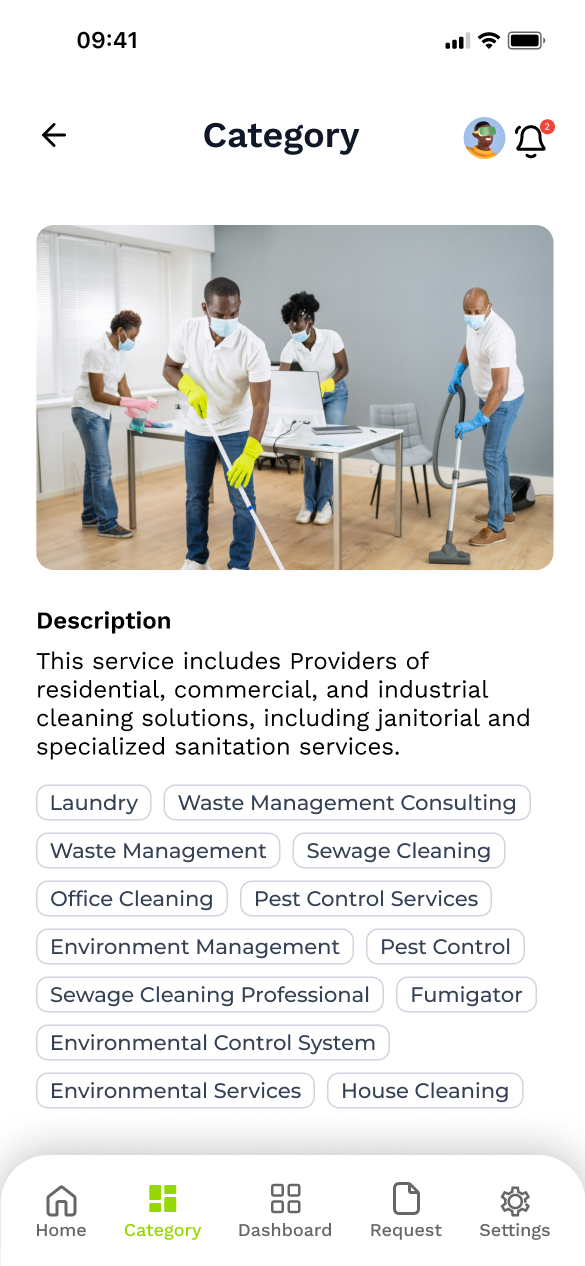 09:41
Category
2
Description
This service includes Providers of
residential, commercial, and industrial
cleaning solutions, including janitorial and
specialized sanitation services.
Laundry Waste Management Consulting
Waste Management Sewage Cleaning
Office Cleaning Pest Control Services
Environment Management Pest Control
Sewage Cleaning Professional Fumigator
Environmental Control System
Environmental Services House Cleaning
Home Category Dashboard Request Settings